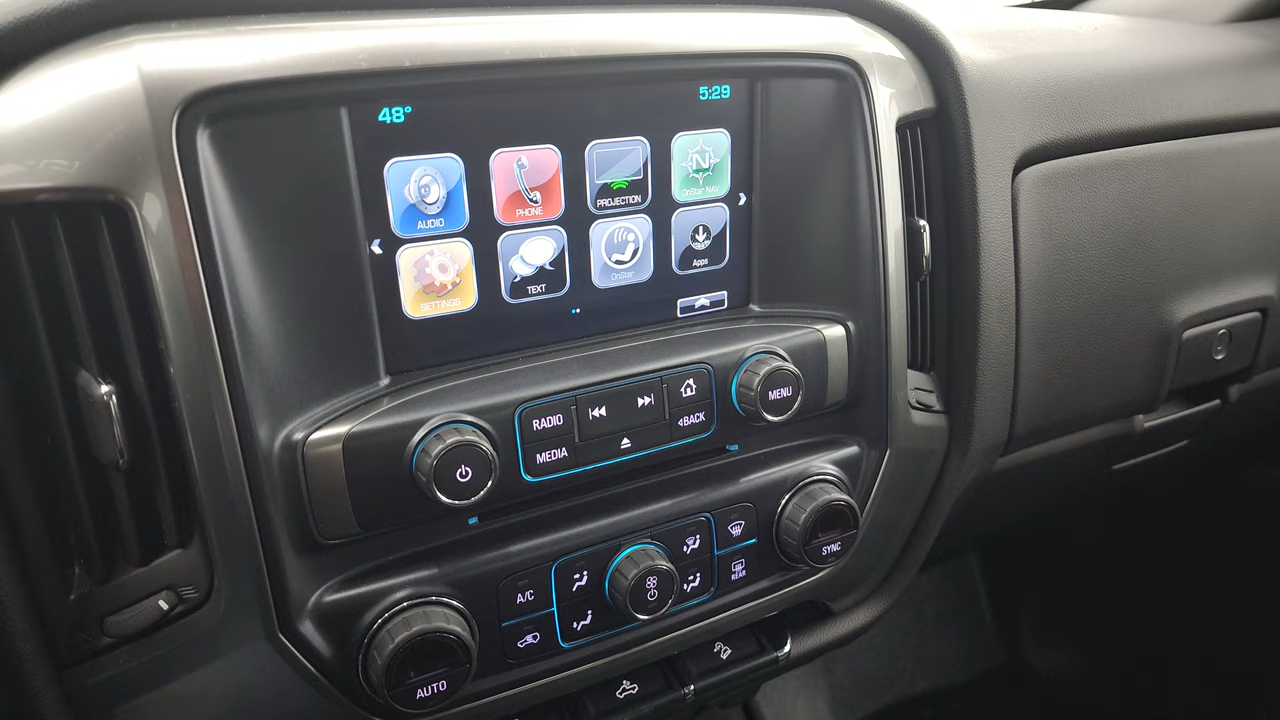 48°
5:29
AUDIO
PHONE
PROJECTION
N
OnStar NAV
SETTINGS
TEXT
OnStar
Apps
RADIO
MEDIA
BACK
MENU
A/C
REAR
SYNC
AUTO